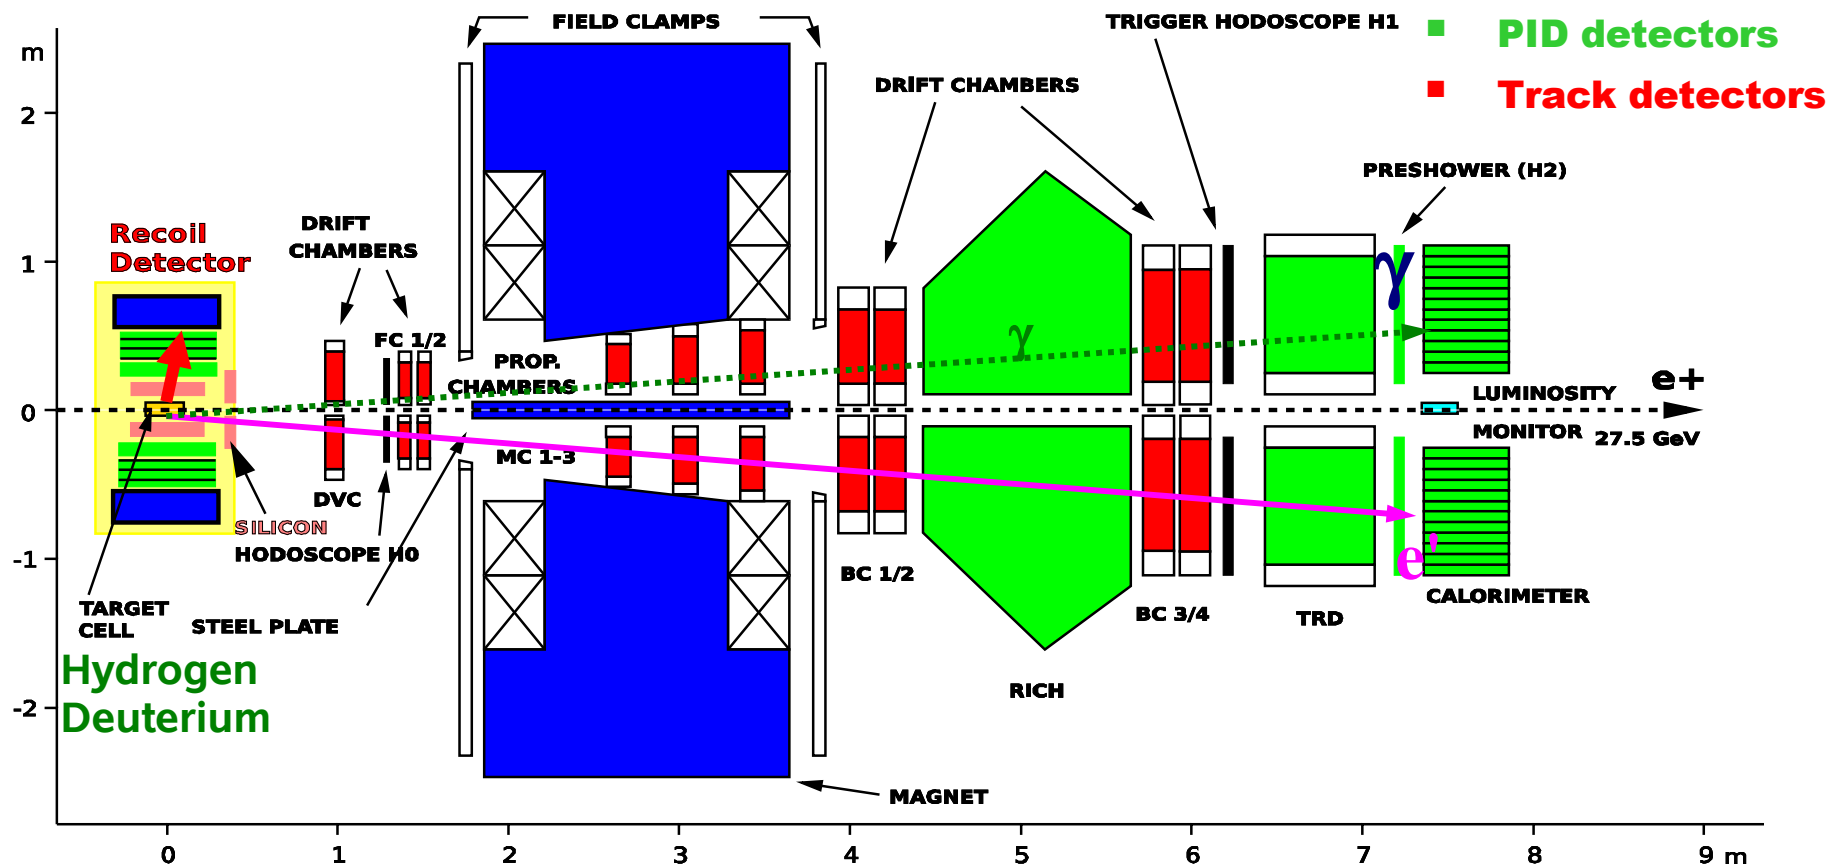 FIELD CLAMPS
TRIGGER HODOSCOPE H1
PID detectors
m
DRIFT CHAMBERS
Track detectors
2
PRESHOWER (H2)
Recoil
Detector
DRIFT
CHAMBERS
1
γ
FC 1/2
γ
PROP.
CHAMBERS
LUMINOSITY
e+
0
MONITOR
27.5 GeV
MC 1-3
DVC
SILICON
HODOSCOPE H0
e'
-1
BC 1/2
CALORIMETER
TARGET
CELL
STEEL PLATE
BC 3/4
TRD
Hydrogen
Deuterium
RICH
-2
MAGNET
0 1 2 3 4 5 6 7 8 9 m